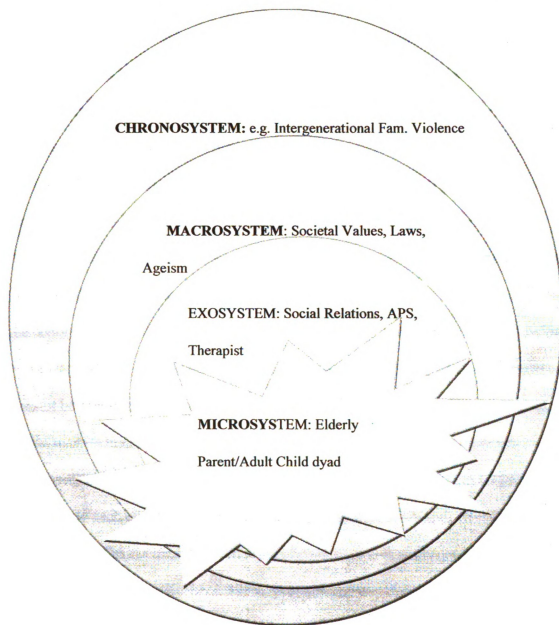 CHRONOSYSTEM: e.g. Intergenerational Fam. Violence
MACROSYSTEM: Societal Values, Laws,
Ageism
EXOSYSTEM: Social Relations, APS,
Therapist
MICROSYSTEM: Elderly
Parent/Adult Child dyad